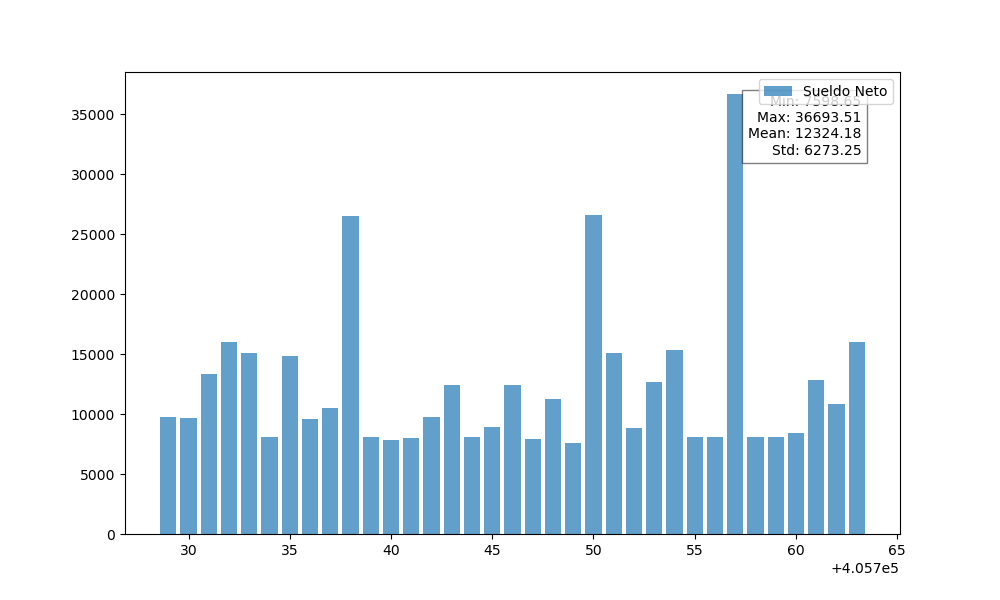 Sueldo Neto
Min: 7598.65
Max: 36693.51
Mean: 12324.18
Std: 6273.25
35000
30000
25000
20000
15000
10000
5000
0
30 35 40 45 50 55 60 65
+4.057e5